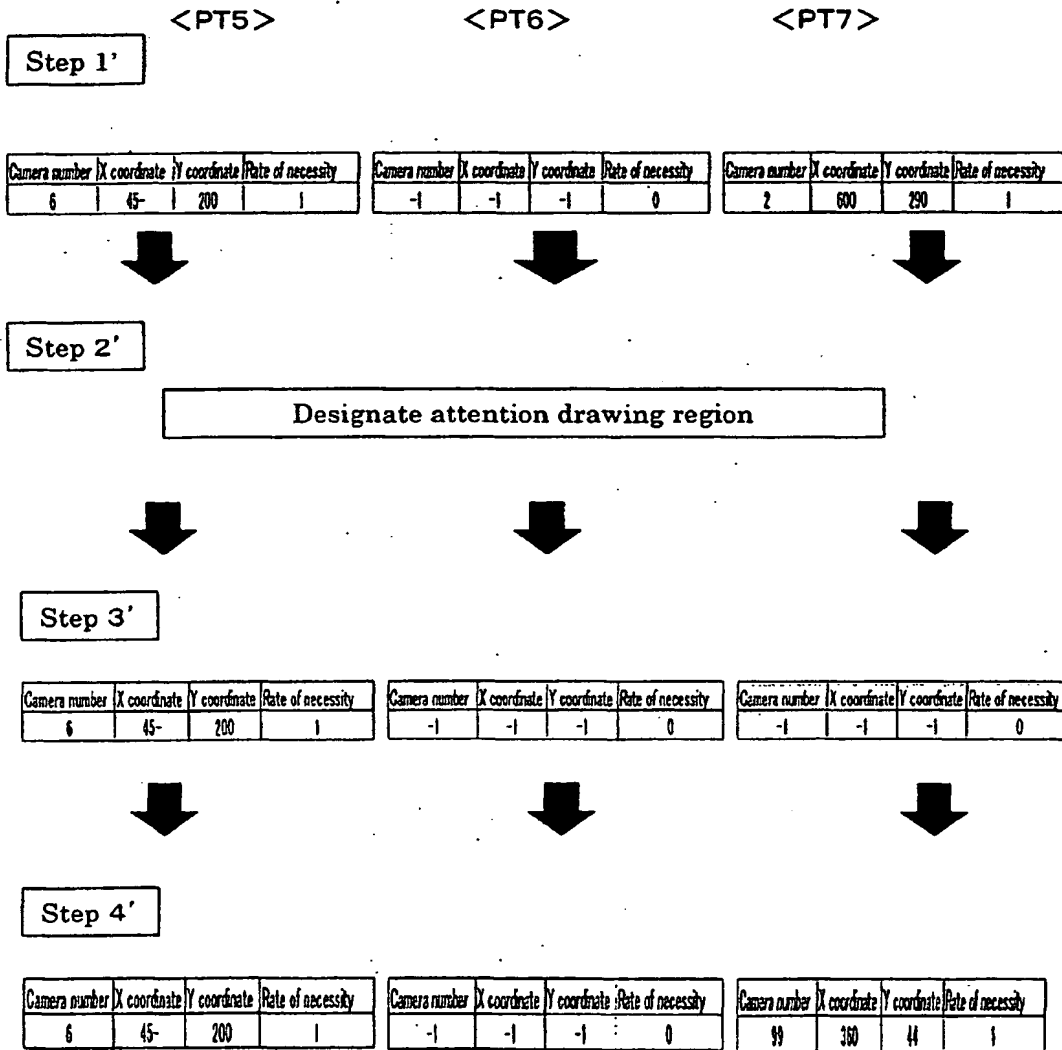 <PT5> <PT6> <PT7>
Step 1’
Camera number X coordinate Y coordinate Rate of necessity Camera number X coordinate Y coordinate Rate of necessity Camera number X coordinate Y coordinate Rate of necessity
6 45- 200 1 -1 -1 -1 0 2 600 290 1
Step 2’
Designate attention drawing region
Step 3’
Camera number X coordinate Y coordinate Rate of necessity Camera number X coordinate Y coordinate Rate of necessity Camera number X coordinate Y coordinate Rate of necessity
6 45- 200 1 -1 -1 -1 0 -1 -1 -1 0
Step 4’
Camera number X coordinate Y coordinate Rate of necessity Camera number X coordinate Y coordinate Rate of necessity Camera number X coordinate Y coordinate Rate of necessity
6 45- 200 1 -1 -1 -1 0 99 360 44 1